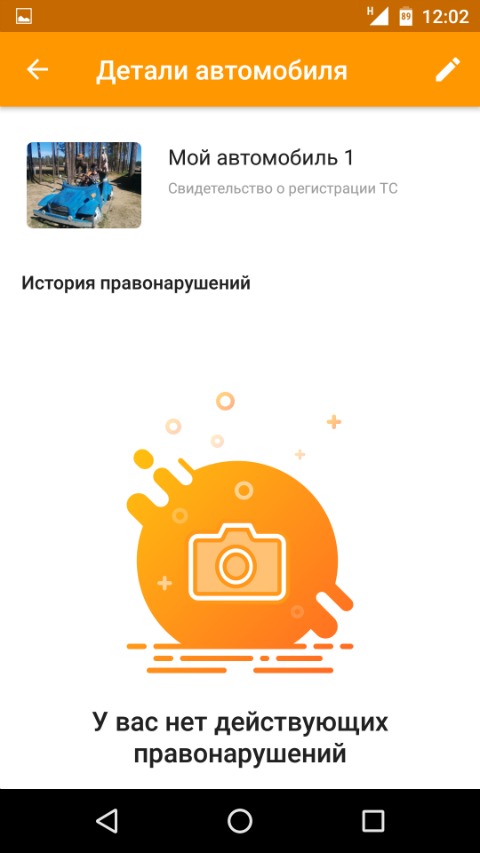 H
89
12:02
Детали автомобиля
Мой автомобиль 1
Свидетельство о регистрации ТС
История правонарушений
У вас нет действующих
правонарушений